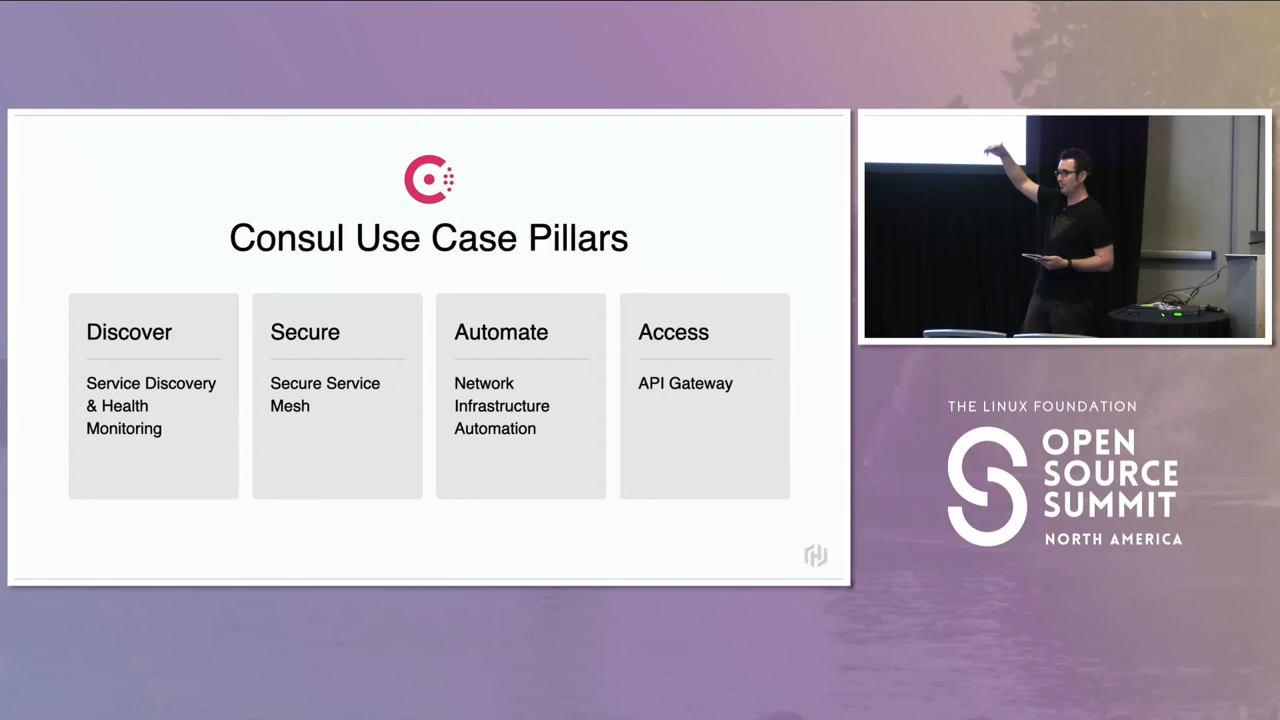 Consul Use Case Pillars
Discover
Service Discovery
& Health
Monitoring
Secure
Secure Service
Mesh
Automate
Network
Infrastructure
Automation
Access
API Gateway
THE LINUX FOUNDATION
OPEN
SOURCE
SUMMIT
NORTH AMERICA